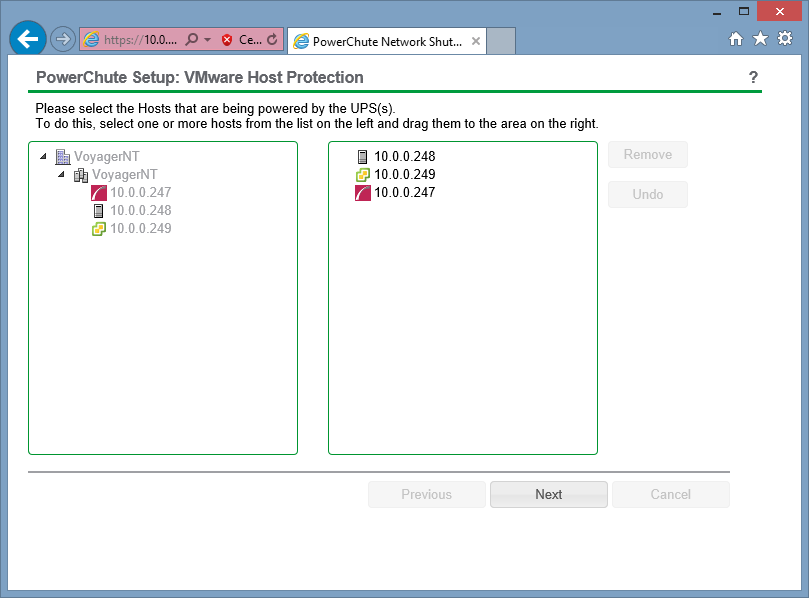 https://10.0.... Ce... PowerChute Network Shut...
PowerChute Setup: VMware Host Protection ?
Please select the Hosts that are being powered by the UPS(s).
To do this, select one or more hosts from the list on the left and drag them to the area on the right.
VoyagerNT
VoyagerNT
10.0.0.247
10.0.0.248
10.0.0.249
10.0.0.248
10.0.0.249
10.0.0.247
Remove
Undo
Previous Next Cancel